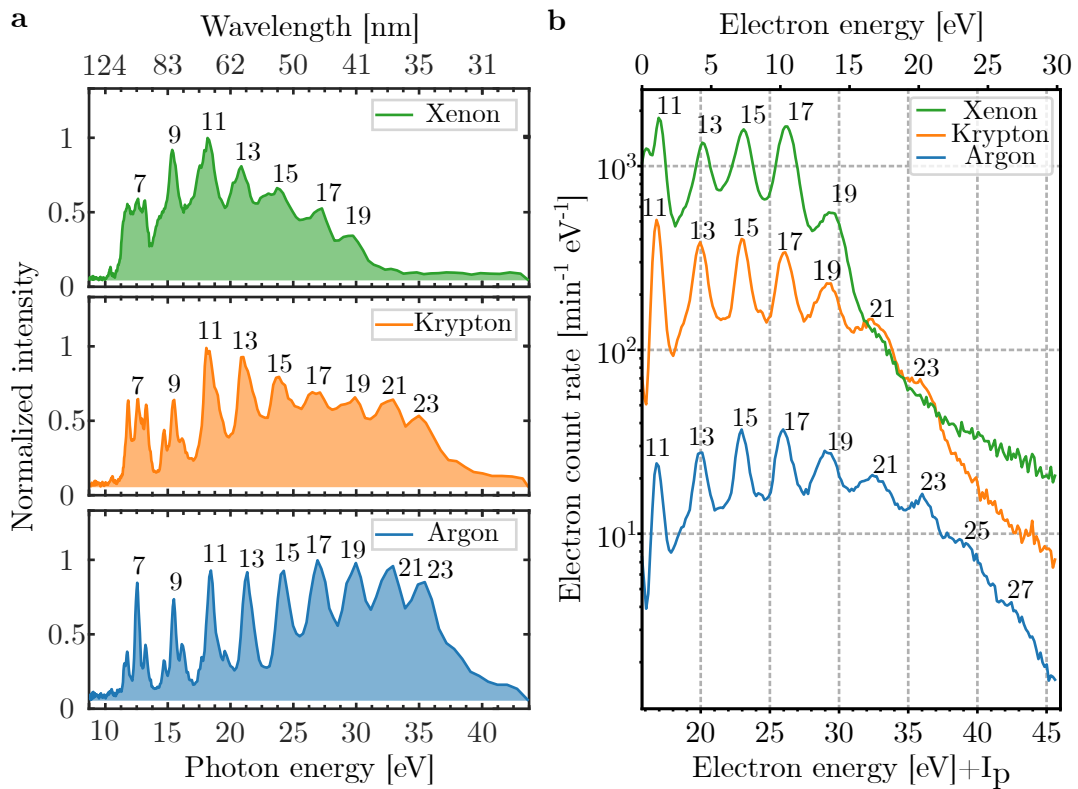 a
Wavelength [nm]
124 83 62 50 41 35 31
Normalized intensity
Xenon
1
0.5
0
7 9 11 13 15 17 19
Krypton
1
0.5
0
7 9 11 13 15 17 19 21 23
Argon
1
0.5
0
7 9 11 13 15 17 19 21 23
10 15 20 25 30 35 40
Photon energy [eV]
b
Electron energy [eV]
0 5 10 15 20 25 30
Electron count rate [min-1 eV-1]
Xenon
Krypton
Argon
10³
10²
10¹
11 13 15 17 19
11 13 15 17 19 21 23
11 13 15 17 19 21 23 25 27
20 25 30 35 40 45
Electron energy [eV]+Ip